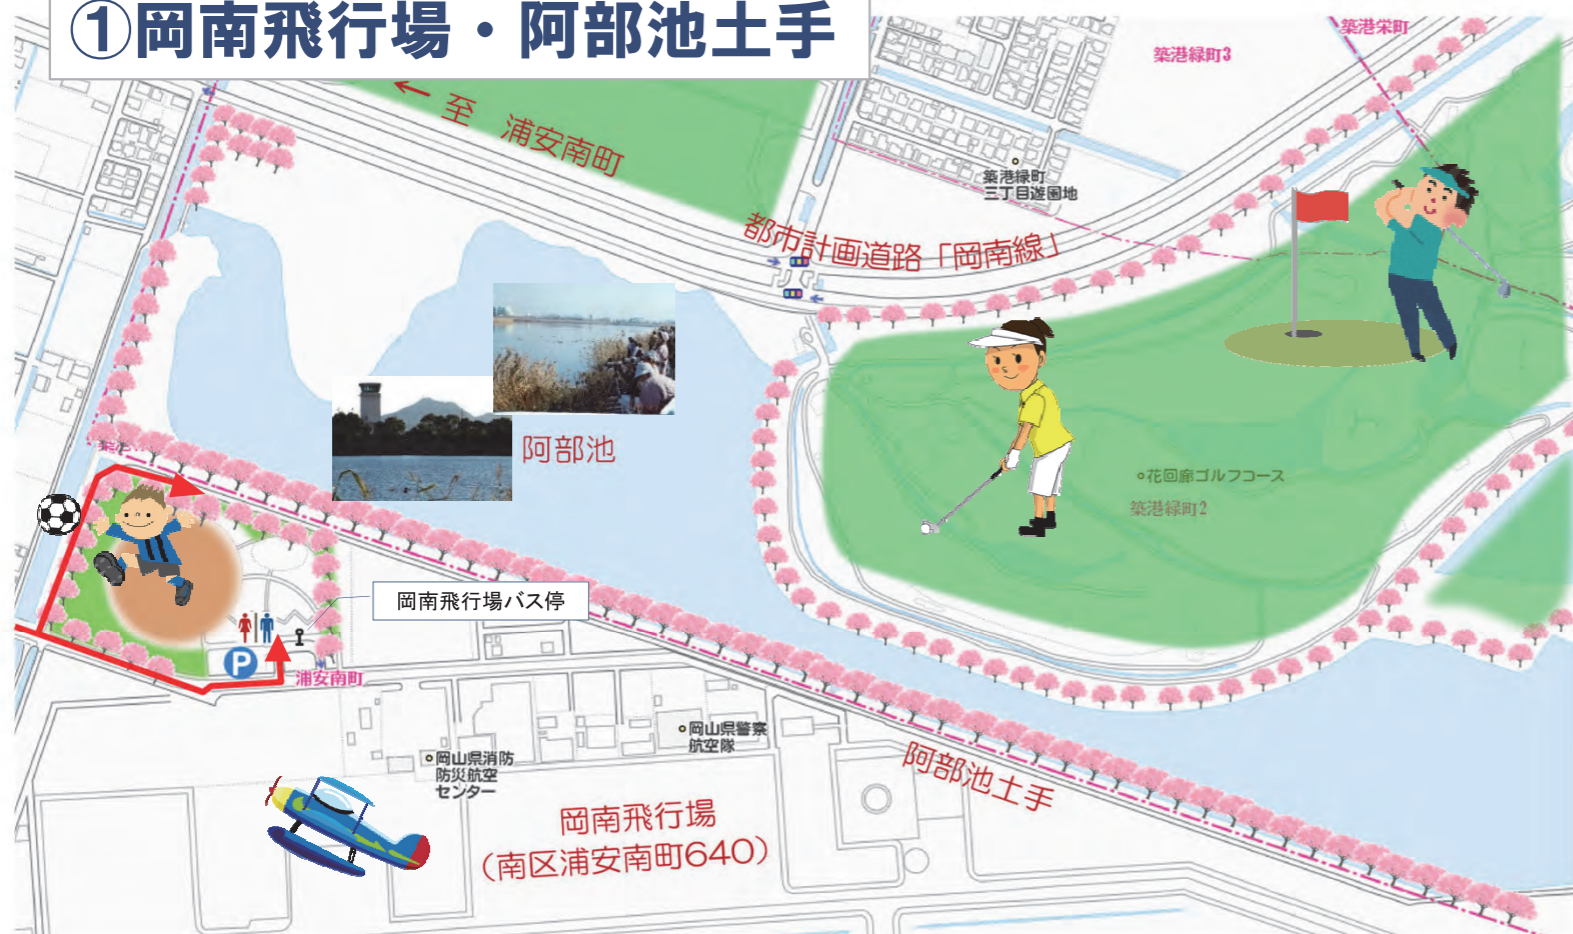 ①岡南飛行場・阿部池土手
築港栄町
築港緑町3
← 至 浦安南町
築港緑町
三丁目遊園地
都市計画道路「岡南線」
阿部池
花回廊ゴルフコース
築港緑町2
岡南飛行場バス停
P
浦安南町
岡山県警察
航空隊
岡山県消防
防災航空
センター
阿部池土手
岡南飛行場
(南区浦安南町640)